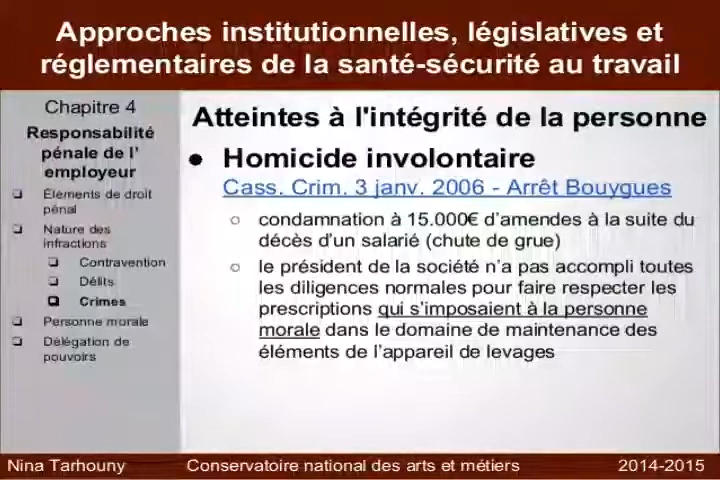 Approches institutionnelles, législatives et
réglementaires de la santé-sécurité au travail
Chapitre 4
Responsabilité
pénale de l'
employeur
Eléments de droit
pénal
Nature des
infractions
Contravention
Délits
Crimes
Personne morale
Délégation de
pouvoirs
Atteintes à l'intégrité de la personne
Homicide involontaire
Cass. Crim. 3 janv. 2006 - Arrêt Bouygues
condamnation à 15.000€ d'amendes à la suite du
décès d'un salarié (chute de grue)
le président de la société n'a pas accompli toutes
les diligences normales pour faire respecter les
prescriptions qui s'imposaient à la personne
morale dans le domaine de maintenance des
éléments de l'appareil de levages
Nina Tarhouny Conservatoire national des arts et métiers 2014-2015